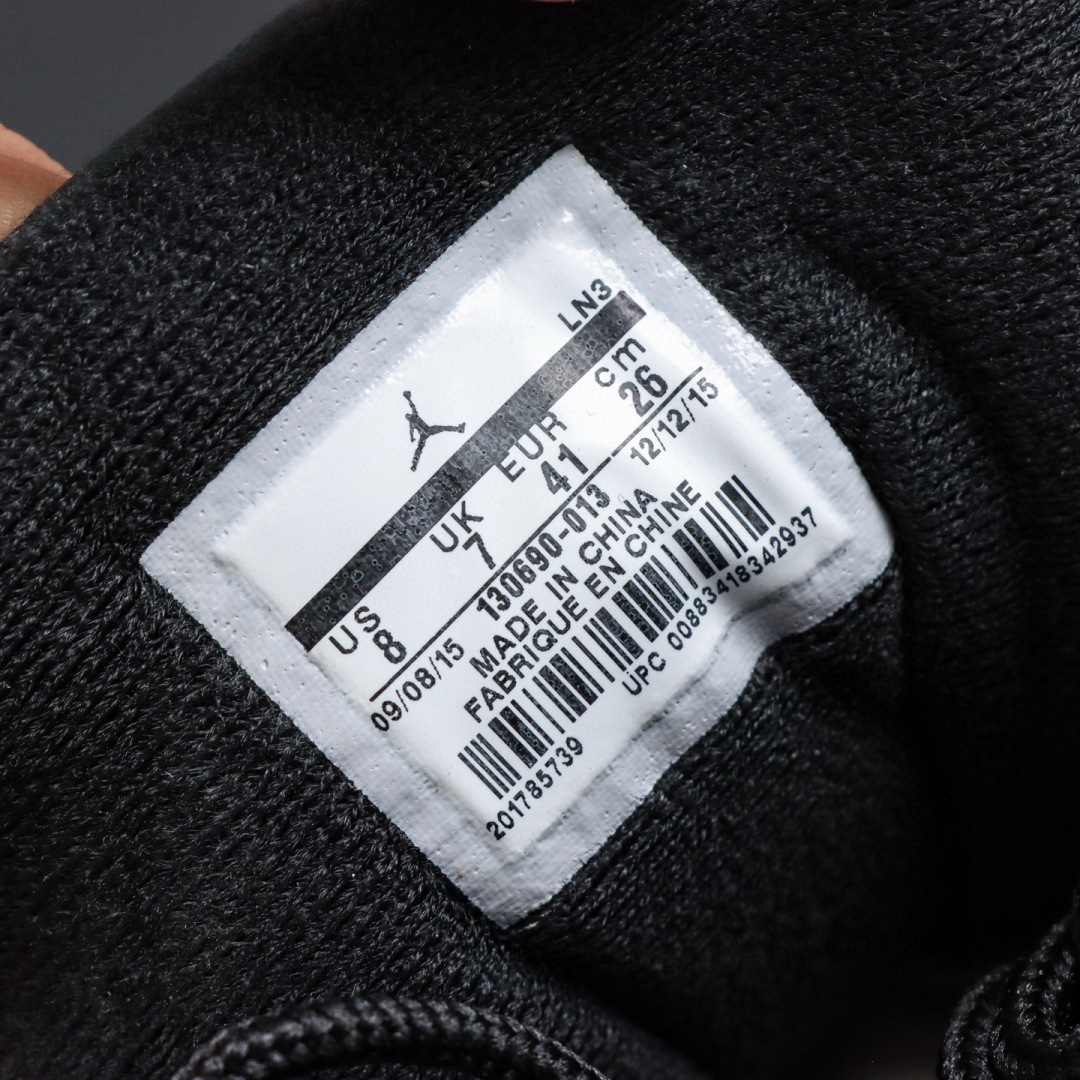 LN3
US UK EUR cm
8 7 41 26
09/08/15 130690-013 12/12/15
MADE IN CHINA
FABRIQUE EN CHINE
201785739 UPC 00883418342937